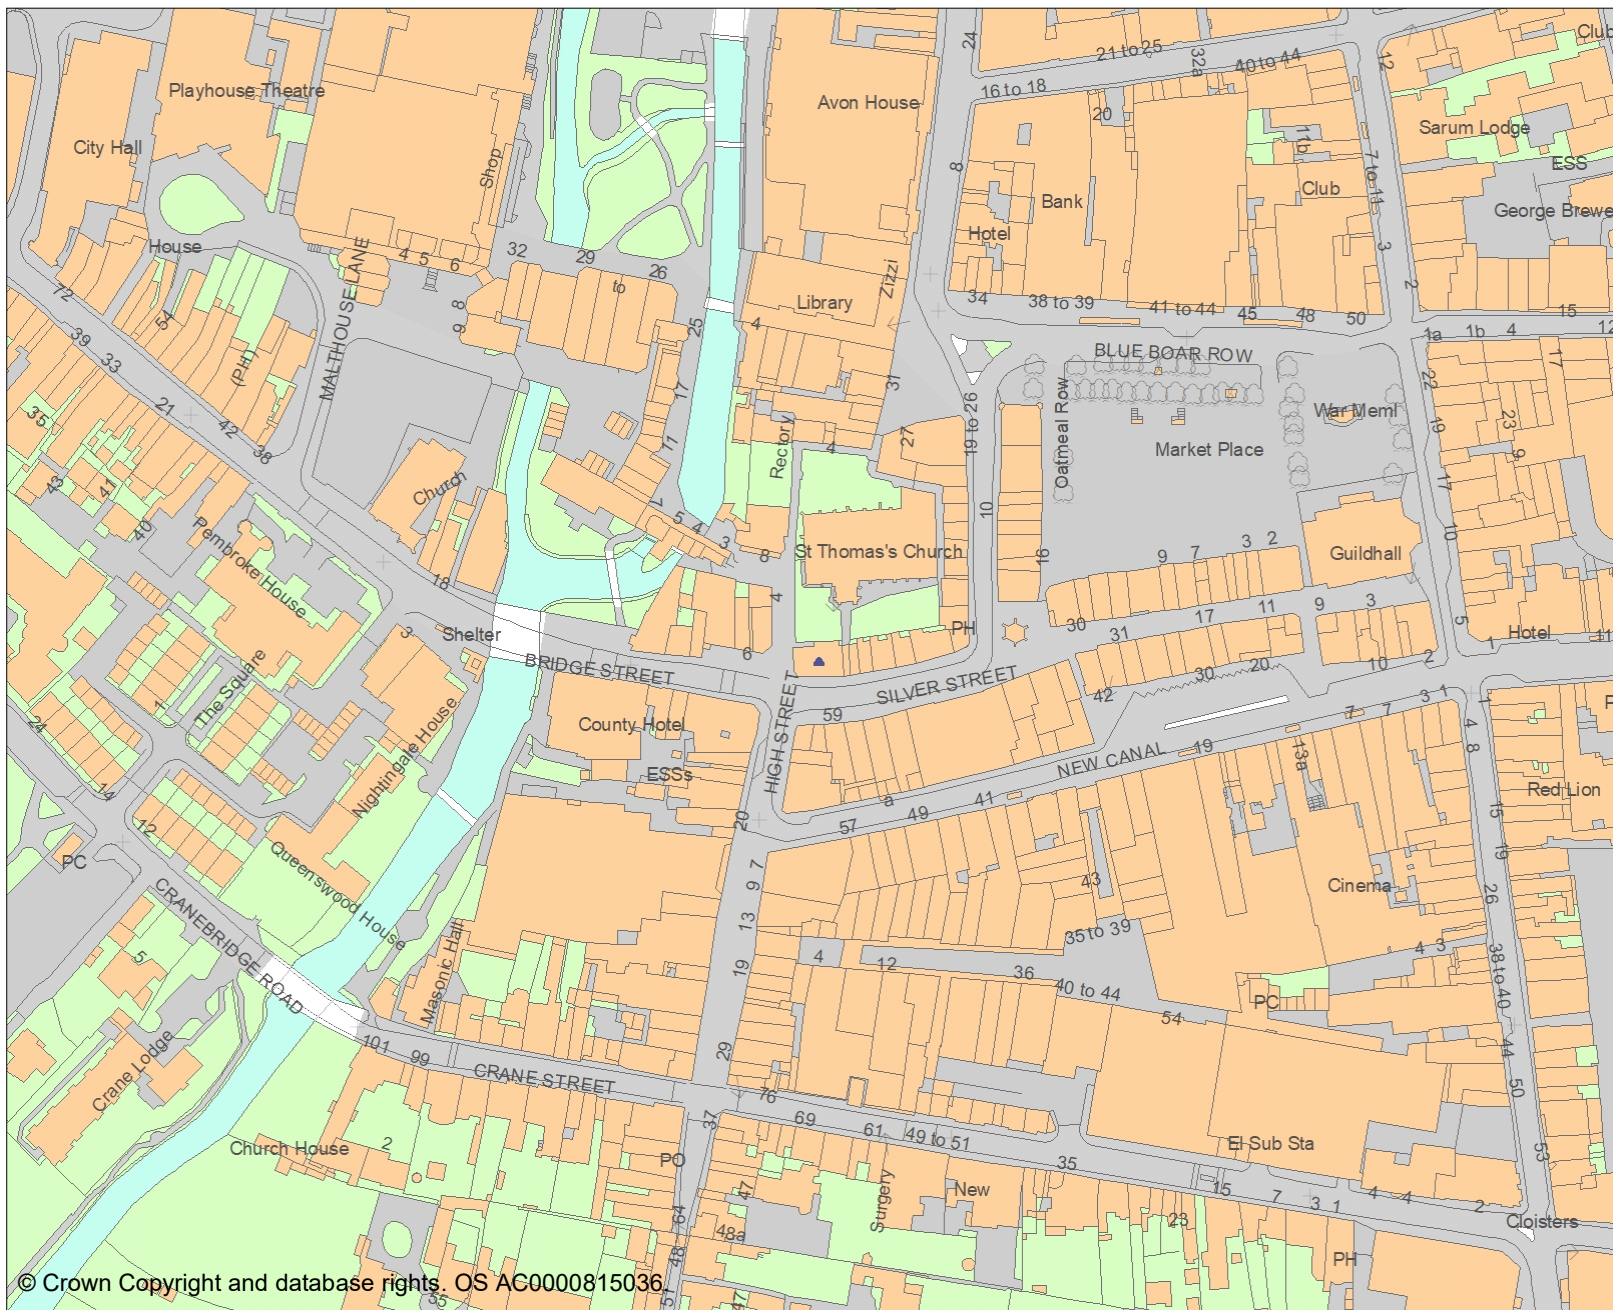 24
21 to 25
32a
40 to 44
12
Club
Playhouse Theatre
16 to 18
Avon House
20
Sarum Lodge
City Hall
11b
7 to 11
ESS
Shop
8
Club
Bank
George Brewe
House
Hotel
3
4
5
6
32
29
to
26
Zizzi
2
72
54
MALTHOUSE LANE
8
9
25
4
Library
34
38 to 39
41 to 44
45
48
50
15
1a
1b
4
12
39
33
(PH)
BLUE BOAR ROW
17
31
22
17
21
42
38
35
17
19 to 26
Oatmeal Row
War Meml
19
23
9
11
Rectory
4
27
Market Place
43
41
Church
17
7
10
10
40
Pembroke House
5
4
3
8
St Thomas's Church
16
9
7
3
2
Guildhall
18
4
3
Shelter
6
PH
30
31
17
11
9
3
5
1
Hotel
11
BRIDGE STREET
SILVER STREET
42
30
20
10
2
The Square
1
24
County Hotel
HIGH STREET
59
NEW CANAL
19
7
7
3
1
1
4
8
13a
Nightingale House
ESSs
14
a
49
41
57
20
Red Lion
15
12
PC
7
9
43
19
Cinema
26
Queenswood House
CRANEBRIDGE ROAD
13
35 to 39
4
3
5
Masonic Hall
19
4
12
36
40 to 44
38 to 40
PC
54
Crane Lodge
101
99
29
44
50
CRANE STREET
76
69
61
49 to 51
37
Church House
2
PO
35
El Sub Sta
53
47
Surgery
New
15
7
3
1
4
4
2
64
48a
23
Cloisters
48
PH
© Crown Copyright and database rights. OS AC0000815036
55
51
47